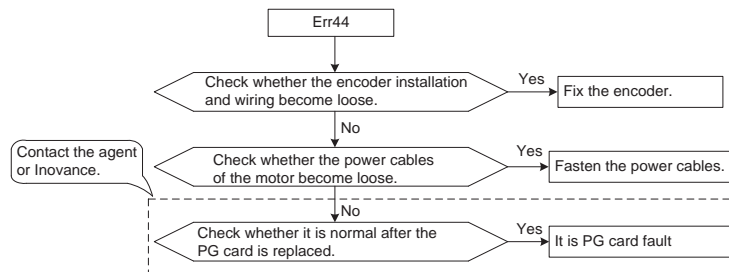 Err44
Check whether the encoder installation
and wiring become loose.
Yes
Fix the encoder.
No
Contact the agent
or Inovance.
Check whether the power cables
of the motor become loose.
Yes
Fasten the power cables.
No
Check whether it is normal after the
PG card is replaced.
Yes
It is PG card fault